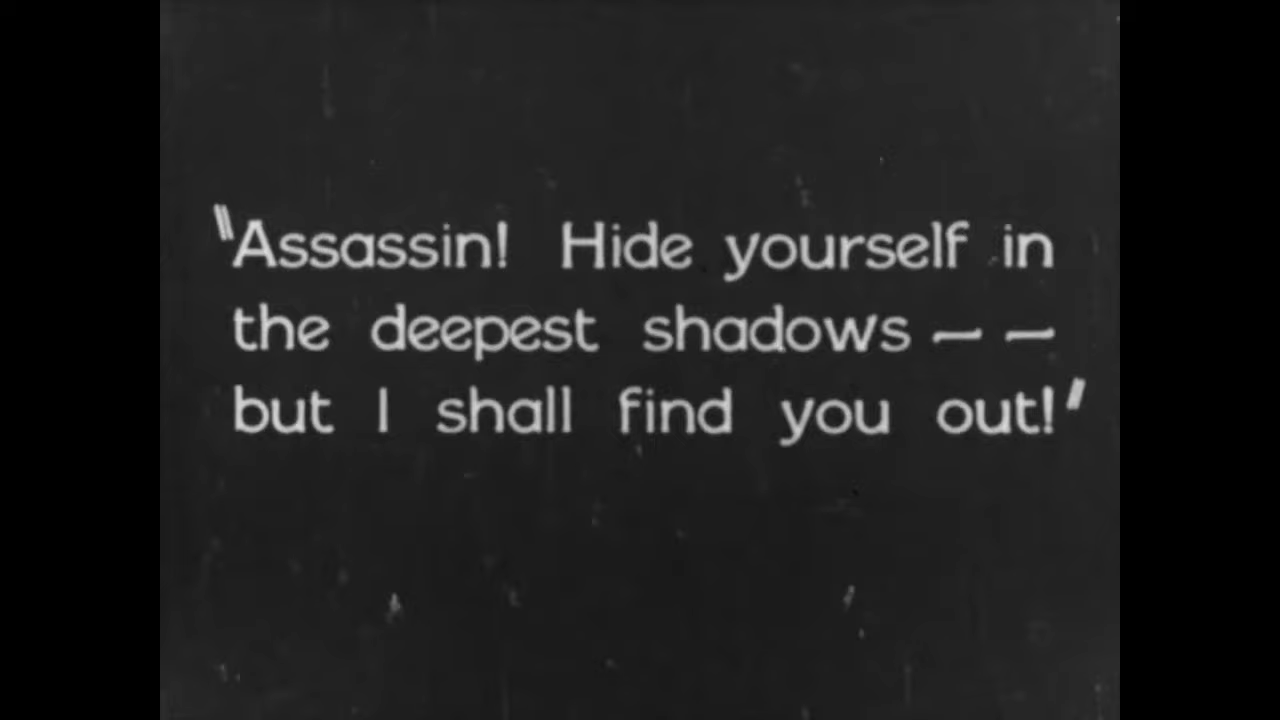 "Assassin! Hide yourself in
the deepest shadows — —
but I shall find you out!"